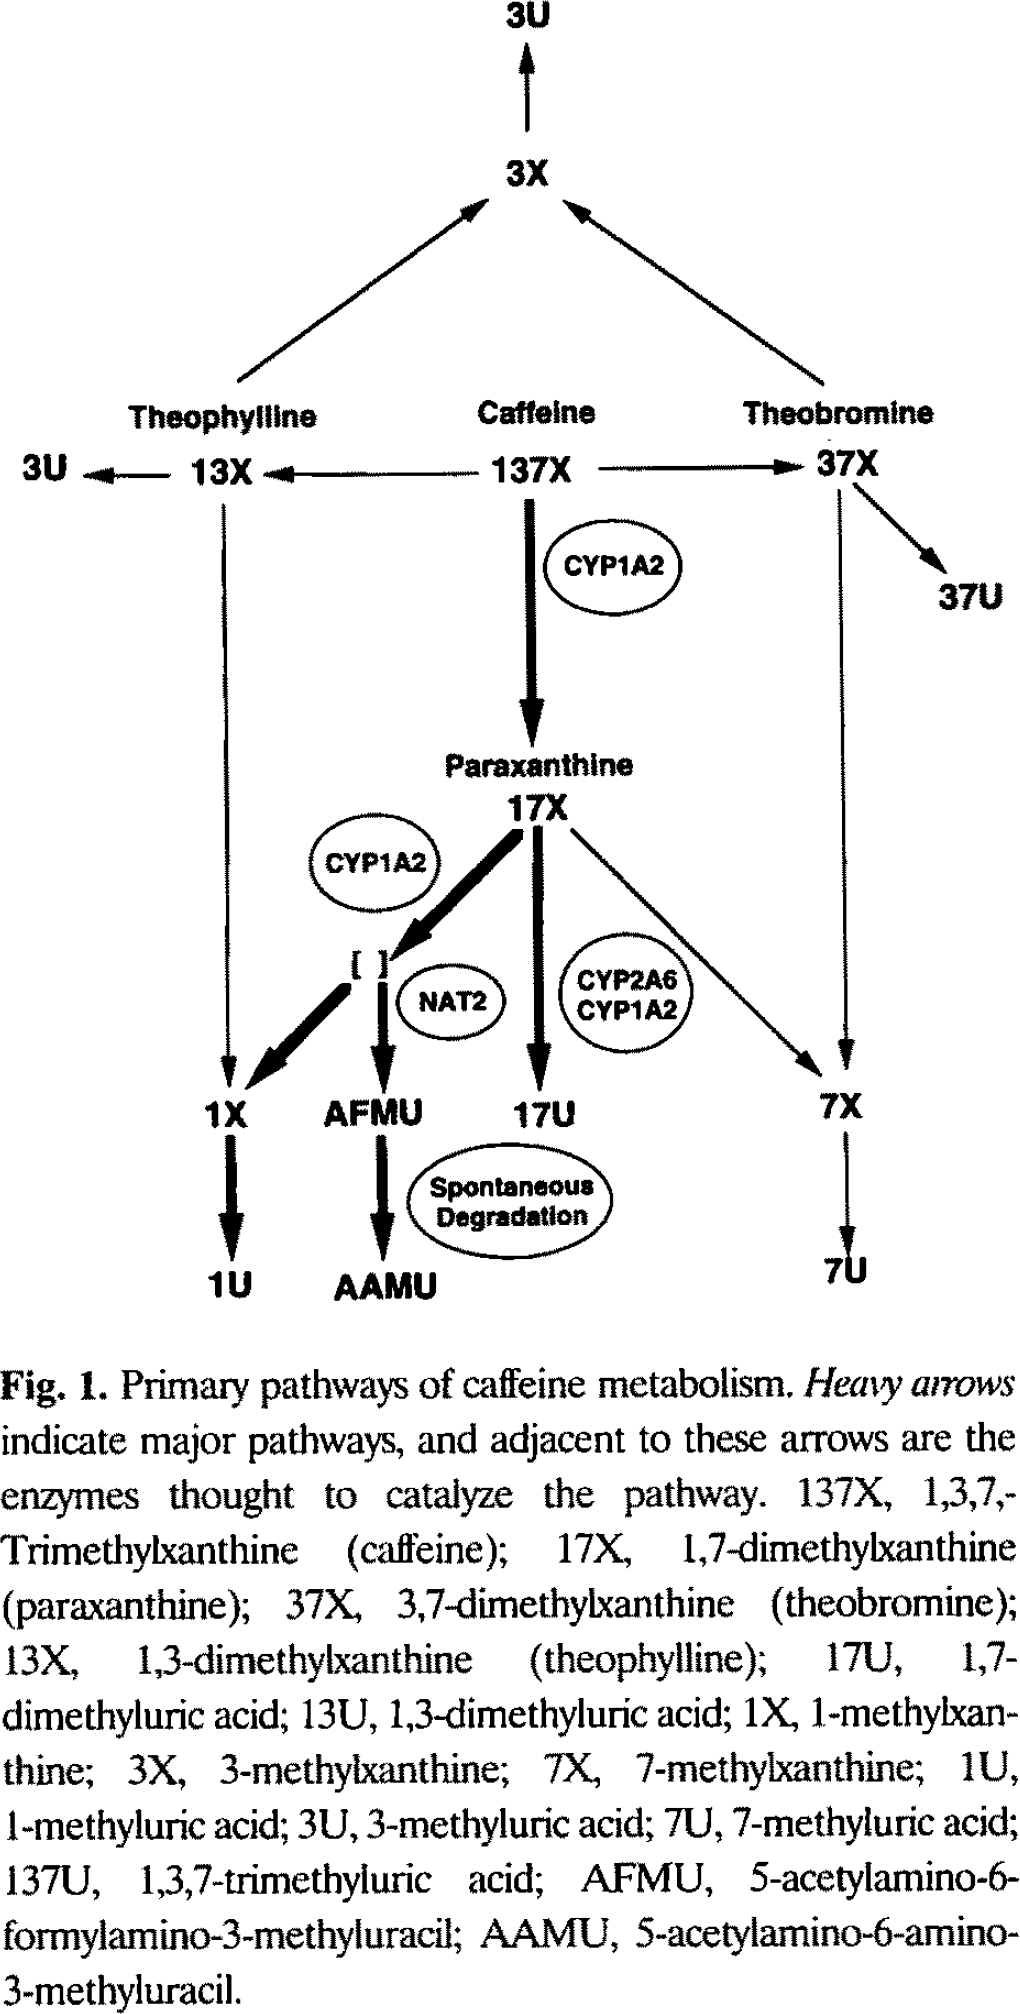 3U
3X
Theophylline Caffeine Theobromine
3U 13X 137X 37X
CYP1A2
37U
Paraxanthine
17X
CYP1A2
[ ]
NAT2
CYP2A6
CYP1A2
1X AFMU 17U 7X
Spontaneous
Degradation
1U AAMU 7U
Fig. 1. Primary pathways of caffeine metabolism. Heavy arrows
indicate major pathways, and adjacent to these arrows are the
enzymes thought to catalyze the pathway. 137X, 1,3,7,-
Trimethylxanthine (caffeine); 17X, 1,7-dimethylxanthine
(paraxanthine); 37X, 3,7-dimethylxanthine (theobromine);
13X, 1,3-dimethylxanthine (theophylline); 17U, 1,7-
dimethyluric acid; 13U, 1,3-dimethyluric acid; 1X, 1-methylxan-
thine; 3X, 3-methylxanthine; 7X, 7-methylxanthine; 1U,
1-methyluric acid; 3U, 3-methyluric acid; 7U, 7-methyluric acid;
137U, 1,3,7-trimethyluric acid; AFMU, 5-acetylamino-6-
formylamino-3-methyluracil; AAMU, 5-acetylamino-6-amino-
3-methyluracil.